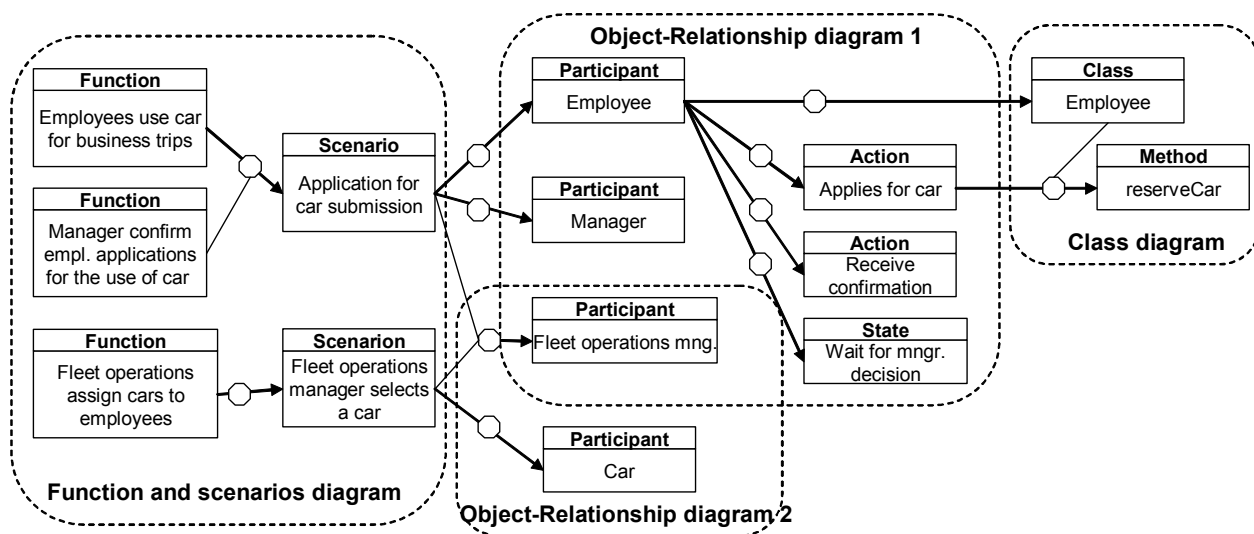 Object-Relationship diagram 1
Function
Employees use car
for business trips
Function
Manager confirm
empl. applications
for the use of car
Function
Fleet operations
assign cars to
employees
Scenario
Application for
car submission
Scenarion
Fleet operations
manager selects
a car
Function and scenarios diagram
Participant
Employee
Participant
Manager
Participant
Fleet operations mng.
Participant
Car
Object-Relationship diagram 2
Action
Applies for car
Action
Receive
confirmation
State
Wait for mngr.
decision
Class
Employee
Method
reserveCar
Class diagram